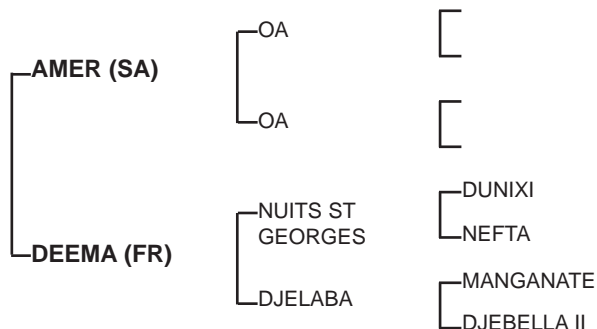 OA
AMER (SA)
OA
DUNIXI
NUITS ST
GEORGES
NEFTA
DEEMA (FR)
MANGANATE
DJELABA
DJEBELLA II